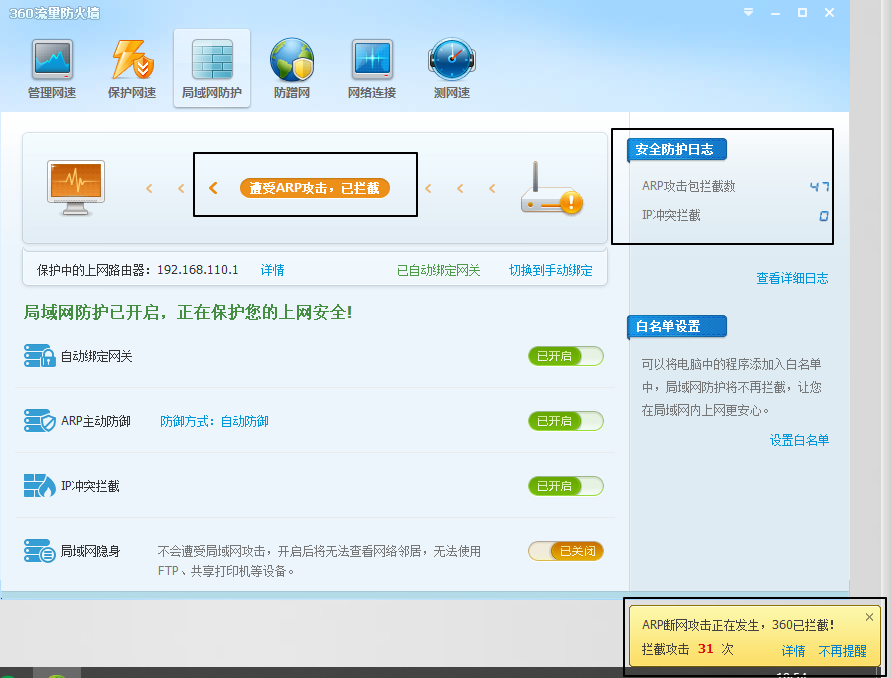 360流量防火墙
管理网速
保护网速
局域网防护
防蹭网
网络连接
测网速
遭受ARP攻击，已拦截
安全防护日志
ARP攻击包拦截数 47
IP冲突拦截 0
查看详细日志
保护中的上网路由器：192.168.110.1 详情 已自动绑定网关 切换到手动绑定
局域网防护已开启，正在保护您的上网安全!
自动绑定网关 已开启
ARP主动防御 防御方式：自动防御 已开启
IP冲突拦截 已开启
局域网隐身 不会遭受局域网攻击，开启后将无法查看网络邻居，无法使用
FTP、共享打印机等设备。
已关闭
白名单设置
可以将电脑中的程序添加入白名单
中，局域网防护将不再拦截，让您
在局域网内上网更安心。
设置白名单
ARP断网攻击正在发生，360已拦截!
拦截攻击 31 次 详情 不再提醒